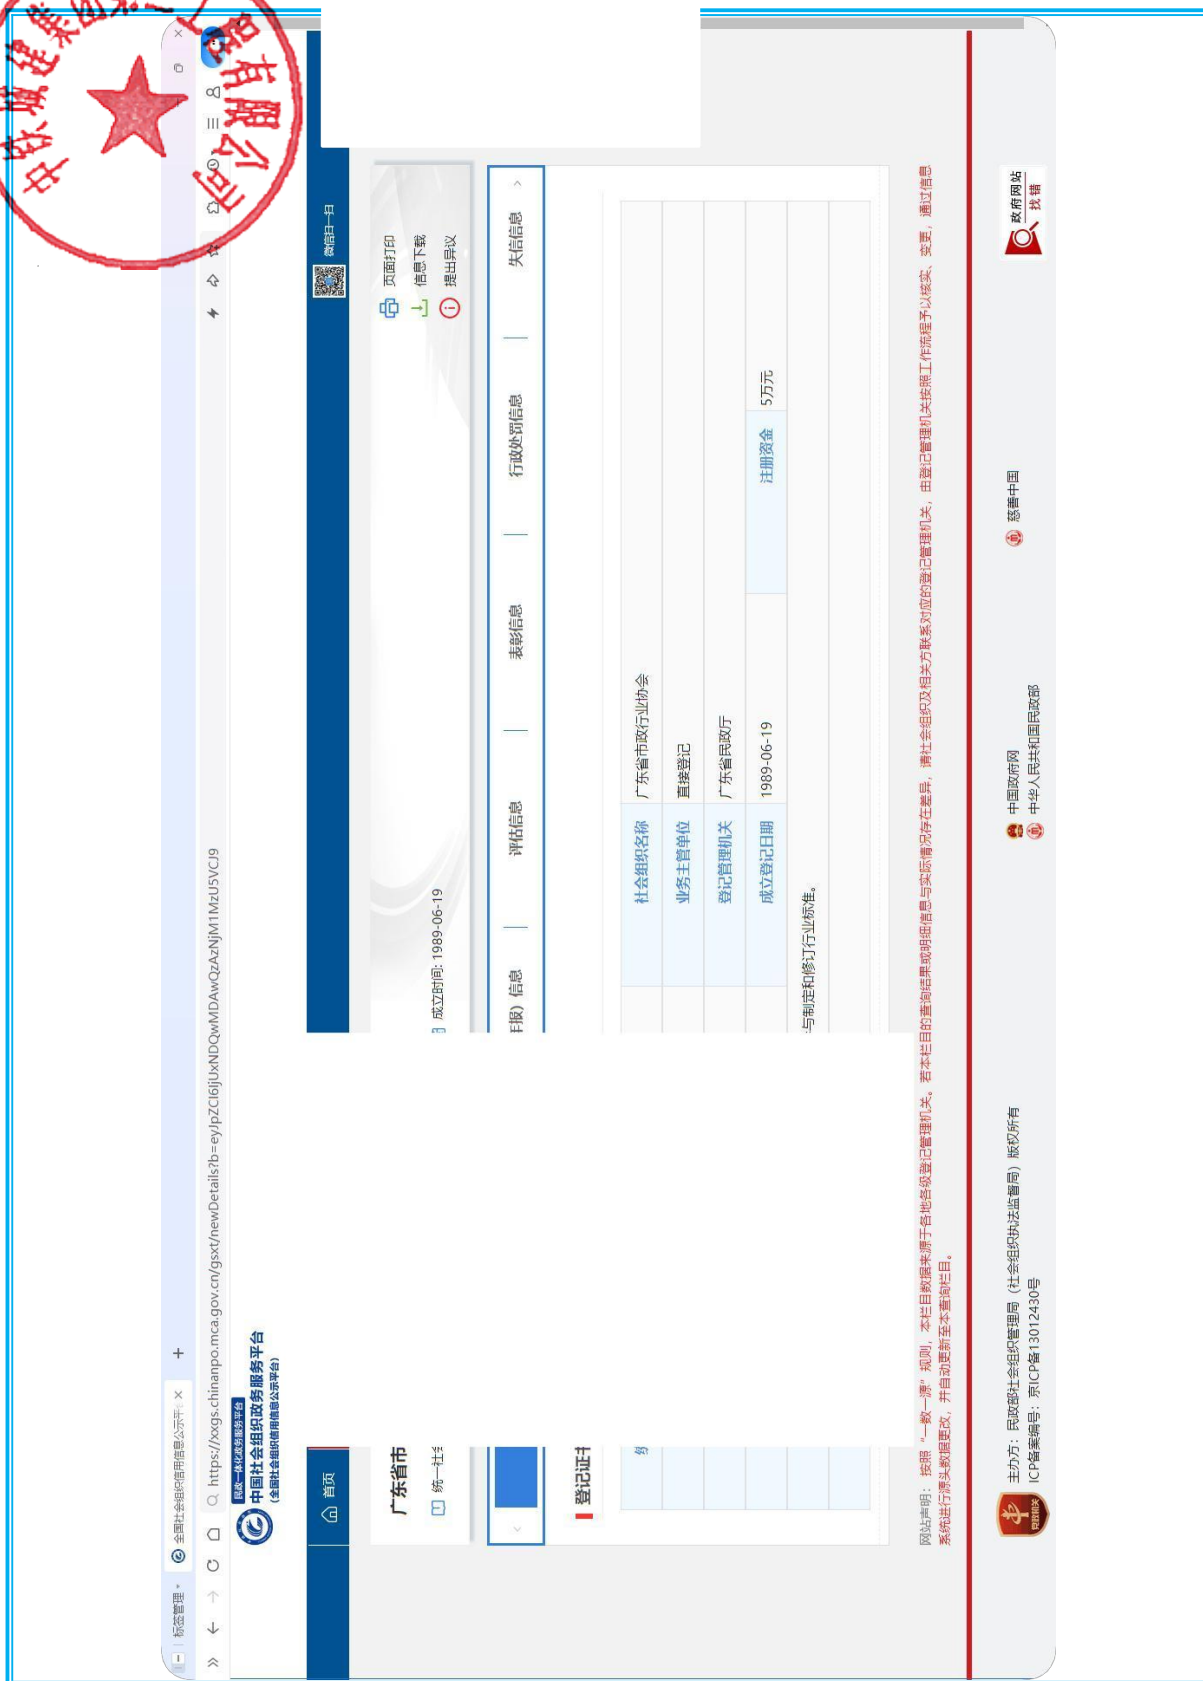 标签管理
全国社会组织信用信息公示平
https://xxgs.chinanpo.mca.gov.cn/gsxt/newDetails?b=eyJpZCI6IjUxNDQwMDAwQzAzNjM1MzU5VCJ9
民政一体化政务服务平台
中国社会组织政务服务平台
(全国社会组织信用信息公示平台)
首页
微信扫一扫
广东省市
统一社会
成立时间: 1989-06-19
页面打印
信息下载
提出异议
年报）信息
评估信息
表彰信息
行政处罚信息
失信信息
登记证书
社会组织名称 广东省市政行业协会
业务主管单位 直接登记
登记管理机关 广东省民政厅
成立登记日期 1989-06-19 注册资金 5万元
与制定和修订行业标准。
网站声明：按照“一数一源”规则，本栏目数据来源于各地各级登记管理机关。若本栏目的查询结果或明细信息与实际情况存在差异，请社会组织及相关方联系对应的登记管理机关，由登记管理机关按照工作流程予以核实、变更，通过信息
系统进行源头数据更改，并自动更新至本查询栏目。
党政机关
主办方：民政部社会组织管理局（社会组织执法监督局）版权所有
ICP备案编号：京ICP备13012430号
中国政府网
中华人民共和国民政部
慈善中国
政府网站
找错